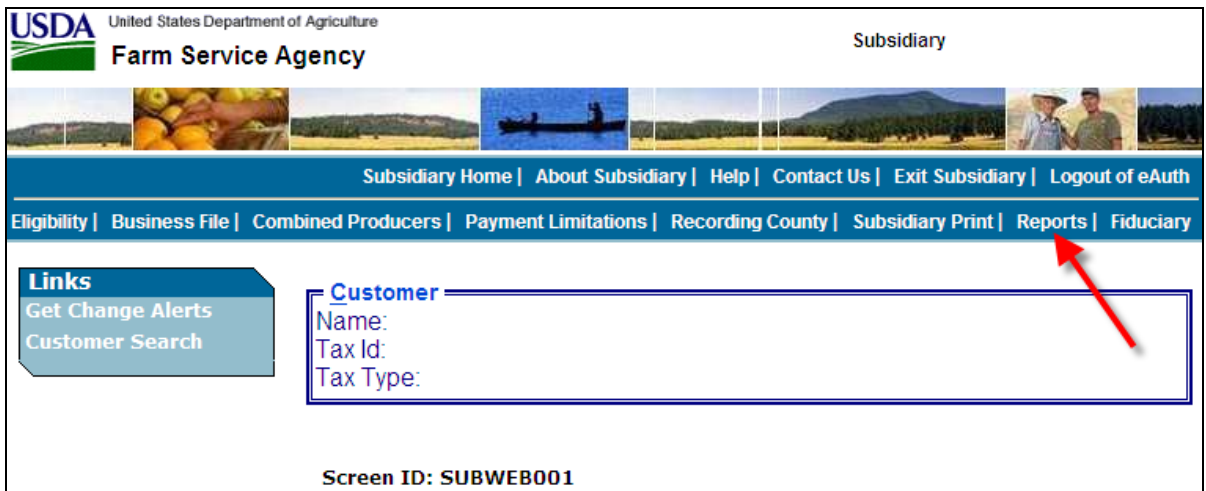 USDA United States Department of Agriculture
Farm Service Agency
Subsidiary
Subsidiary Home | About Subsidiary | Help | Contact Us | Exit Subsidiary | Logout of eAuth
Eligibility | Business File | Combined Producers | Payment Limitations | Recording County | Subsidiary Print | Reports | Fiduciary
Links
Get Change Alerts
Customer Search
Customer
Name:
Tax Id:
Tax Type:
Screen ID: SUBWEB001